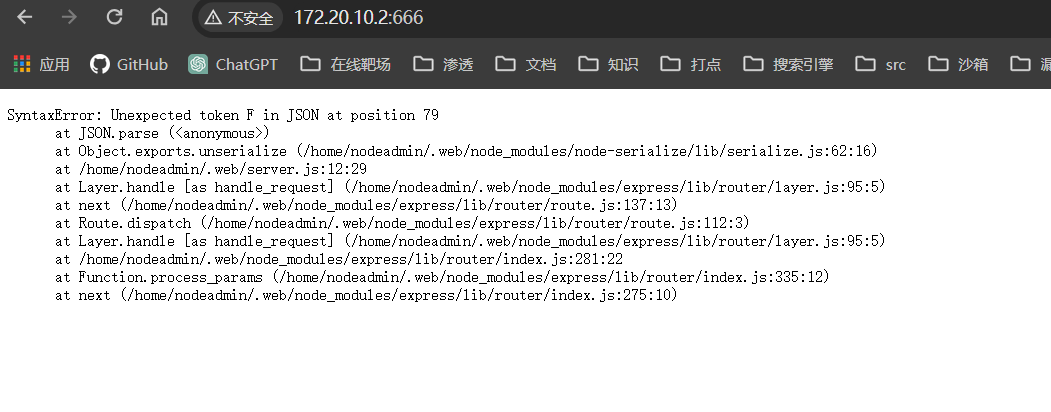 不安全 172.20.10.2:666
应用 GitHub ChatGPT 在线靶场 渗透 文档 知识 打点 搜索引擎 src 沙箱
SyntaxError: Unexpected token F in JSON at position 79
at JSON.parse (<anonymous>)
at Object.exports.unserialize (/home/nodeadmin/.web/node_modules/node-serialize/lib/serialize.js:62:16)
at /home/nodeadmin/.web/server.js:12:29
at Layer.handle [as handle_request] (/home/nodeadmin/.web/node_modules/express/lib/router/layer.js:95:5)
at next (/home/nodeadmin/.web/node_modules/express/lib/router/route.js:137:13)
at Route.dispatch (/home/nodeadmin/.web/node_modules/express/lib/router/route.js:112:3)
at Layer.handle [as handle_request] (/home/nodeadmin/.web/node_modules/express/lib/router/layer.js:95:5)
at /home/nodeadmin/.web/node_modules/express/lib/router/index.js:281:22
at Function.process_params (/home/nodeadmin/.web/node_modules/express/lib/router/index.js:335:12)
at next (/home/nodeadmin/.web/node_modules/express/lib/router/index.js:275:10)